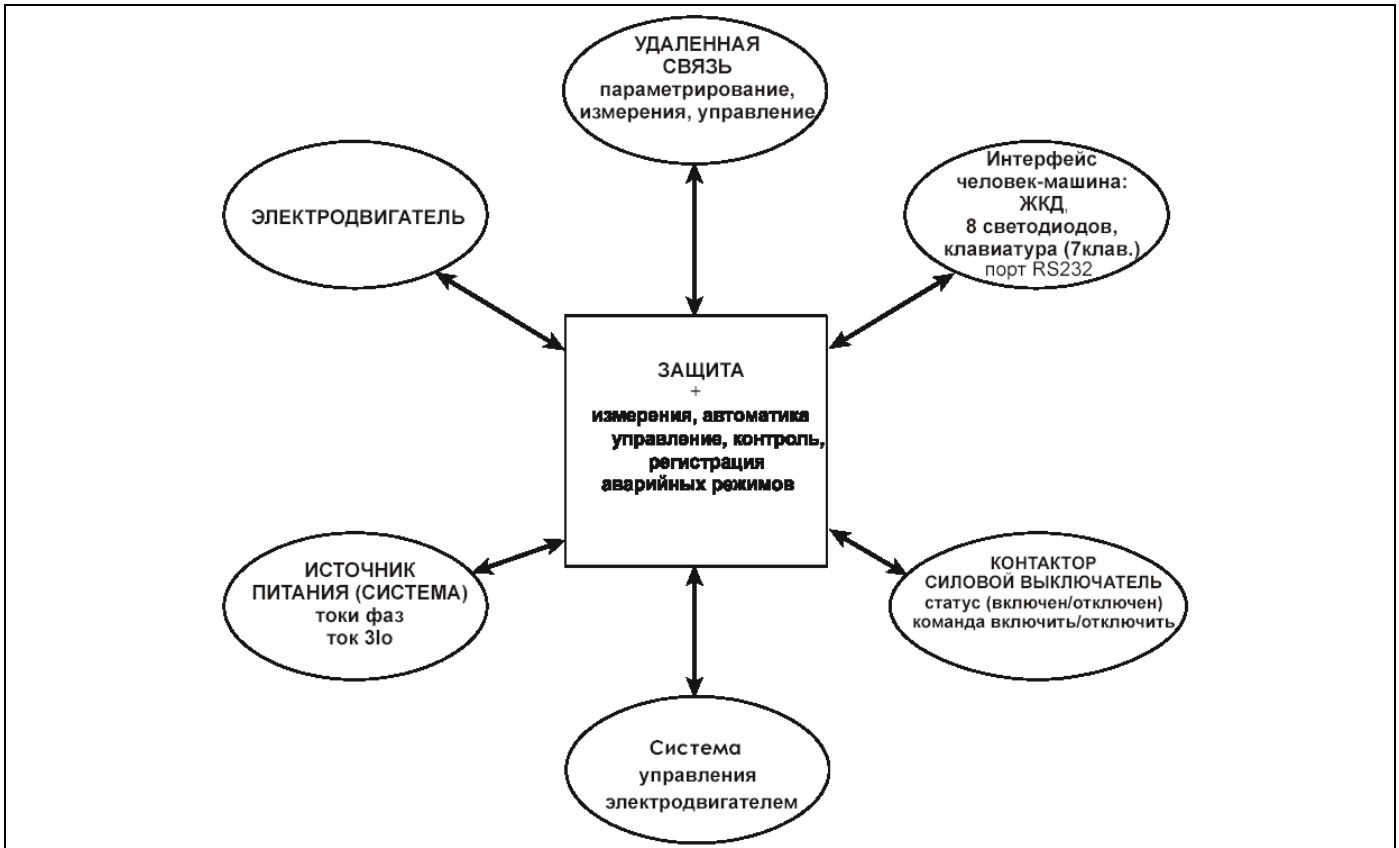 УДАЛЕННАЯ
СВЯЗЬ
параметрирование,
измерения, управление
ЭЛЕКТРОДВИГАТЕЛЬ
Интерфейс
человек-машина:
ЖКД,
8 светодиодов,
клавиатура (7клав.)
порт RS232
ЗАЩИТА
+
измерения, автоматика
управление, контроль,
регистрация
аварийных режимов
ИСТОЧНИК
ПИТАНИЯ (СИСТЕМА)
токи фаз
ток 3Iо
КОНТАКТОР
СИЛОВОЙ ВЫКЛЮЧАТЕЛЬ
статус (включен/отключен)
команда включить/отключить
Система
управления
электродвигателем